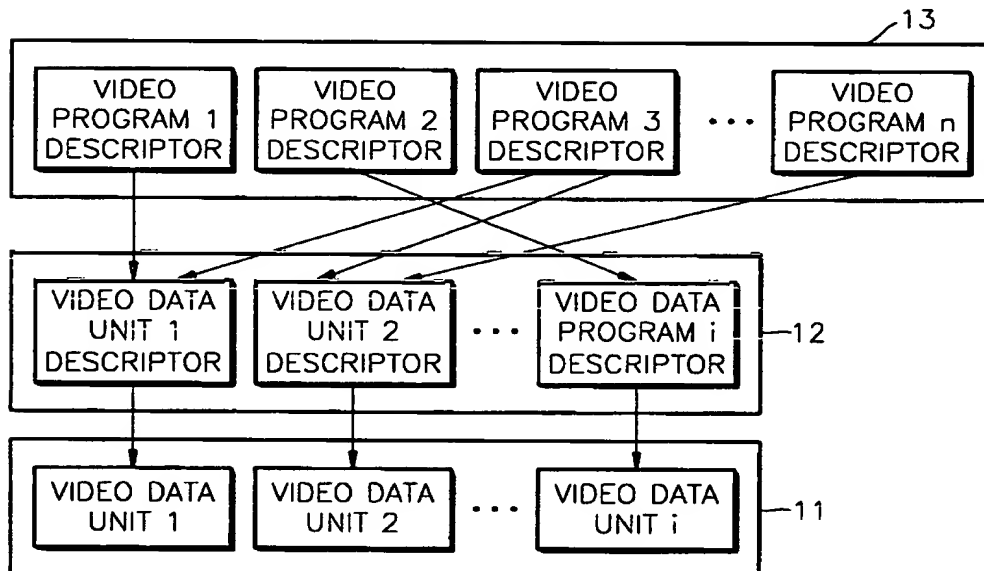 13
VIDEO
PROGRAM 1
DESCRIPTOR
VIDEO
PROGRAM 2
DESCRIPTOR
VIDEO
PROGRAM 3
DESCRIPTOR
...
VIDEO
PROGRAM n
DESCRIPTOR
VIDEO DATA
UNIT 1
DESCRIPTOR
VIDEO DATA
UNIT 2
DESCRIPTOR
...
VIDEO DATA
PROGRAM i
DESCRIPTOR
12
VIDEO DATA
UNIT 1
VIDEO DATA
UNIT 2
...
VIDEO DATA
UNIT i
11